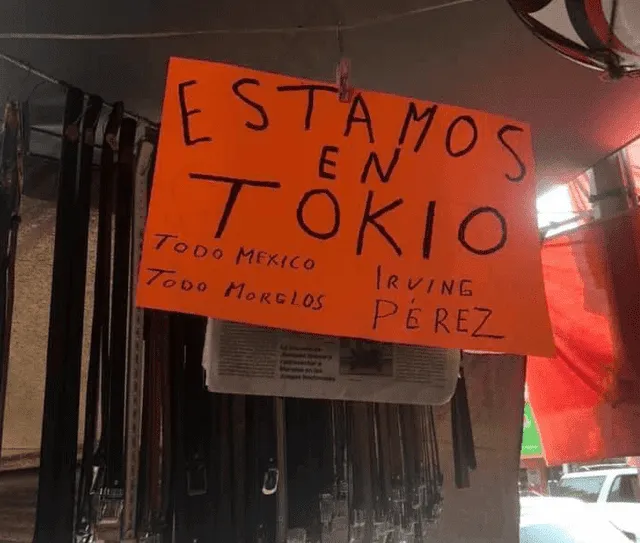 ESTAMOS
EN
TOKIO
TODO MEXICO
TODO MORELOS
IRVING
PÉREZ